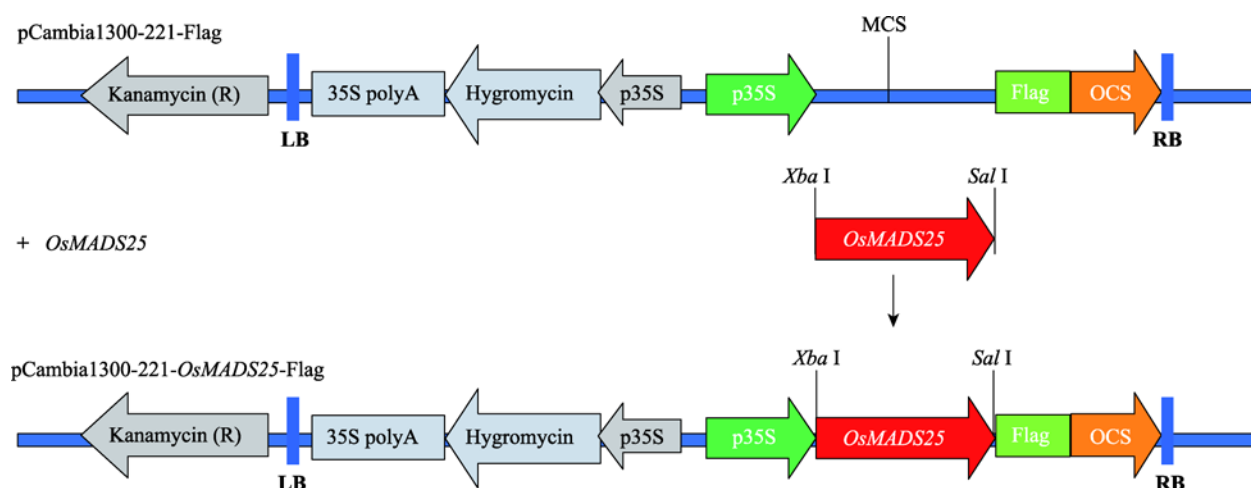 pCambia1300-221-Flag
MCS
Kanamycin (R)
35S polyA
Hygromycin
p35S
p35S
Flag
OCS
LB
RB
Xba I
Sal I
+ OsMADS25
OsMADS25
pCambia1300-221-OsMADS25-Flag
Xba I
Sal I
Kanamycin (R)
35S polyA
Hygromycin
p35S
p35S
OsMADS25
Flag
OCS
LB
RB